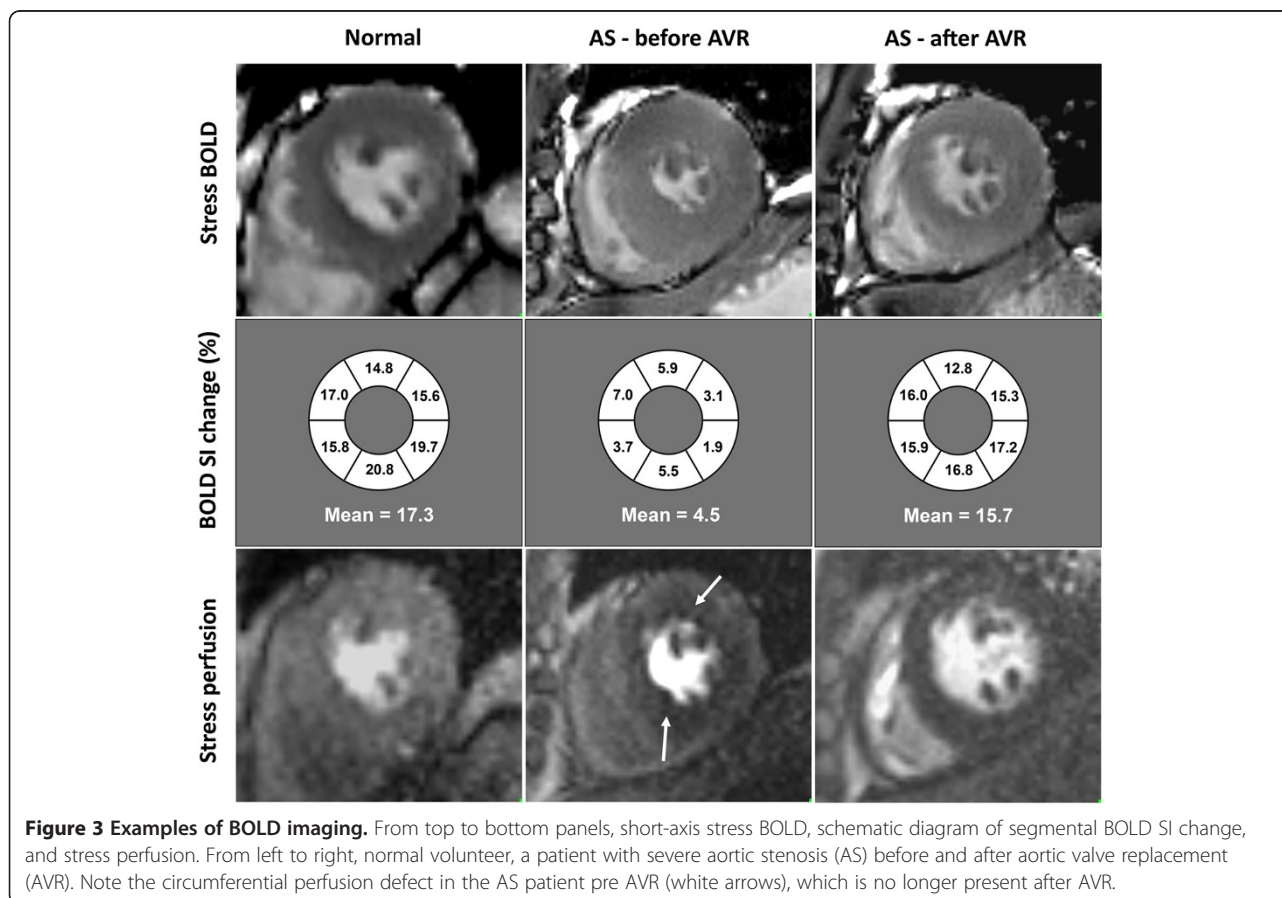 Normal
AS - before AVR
AS - after AVR
Stress BOLD
BOLD SI change (%)
14.8
17.0
15.6
15.8
19.7
20.8
Mean = 17.3
5.9
7.0
3.1
3.7
1.9
5.5
Mean = 4.5
12.8
16.0
15.3
15.9
17.2
16.8
Mean = 15.7
Stress perfusion
Figure 3 Examples of BOLD imaging. From top to bottom panels, short-axis stress BOLD, schematic diagram of segmental BOLD SI change,
and stress perfusion. From left to right, normal volunteer, a patient with severe aortic stenosis (AS) before and after aortic valve replacement
(AVR). Note the circumferential perfusion defect in the AS patient pre AVR (white arrows), which is no longer present after AVR.